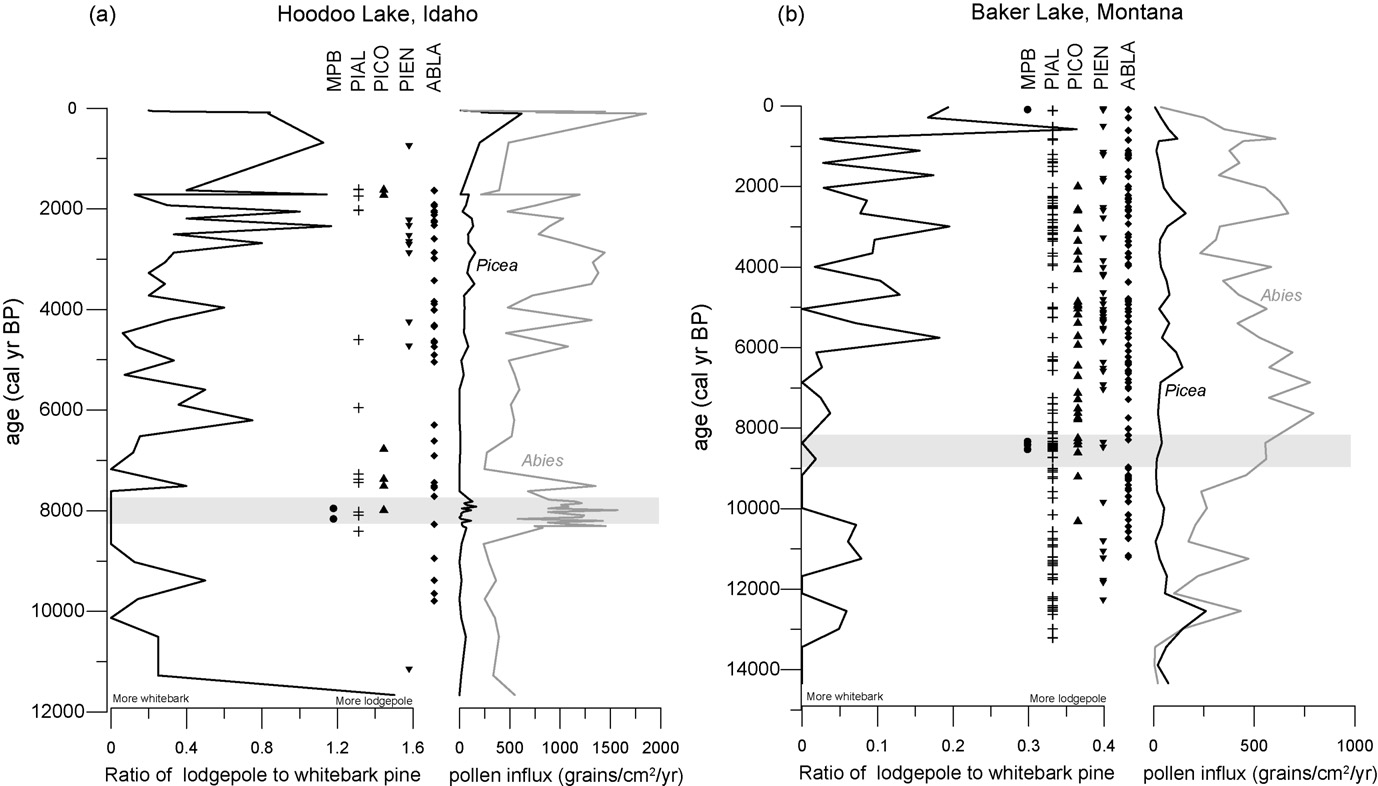 (a)
Hoodoo Lake, Idaho
MPB
PIAL
PICO
PIEN
ABLA
0
2000
4000
6000
8000
10000
12000
age (cal yr BP)
Picea
Abies
More whitebark
More lodgepole
0 0.4 0.8 1.2 1.6
Ratio of lodgepole to whitebark pine
0 500 1000 1500 2000
pollen influx (grains/cm²/yr)
(b)
Baker Lake, Montana
MPB
PIAL
PICO
PIEN
ABLA
0
2000
4000
6000
8000
10000
12000
14000
age (cal yr BP)
Abies
Picea
More whitebark
More lodgepole
0 0.1 0.2 0.3 0.4
Ratio of lodgepole to whitebark pine
0 500 1000
pollen influx (grains/cm²/yr)